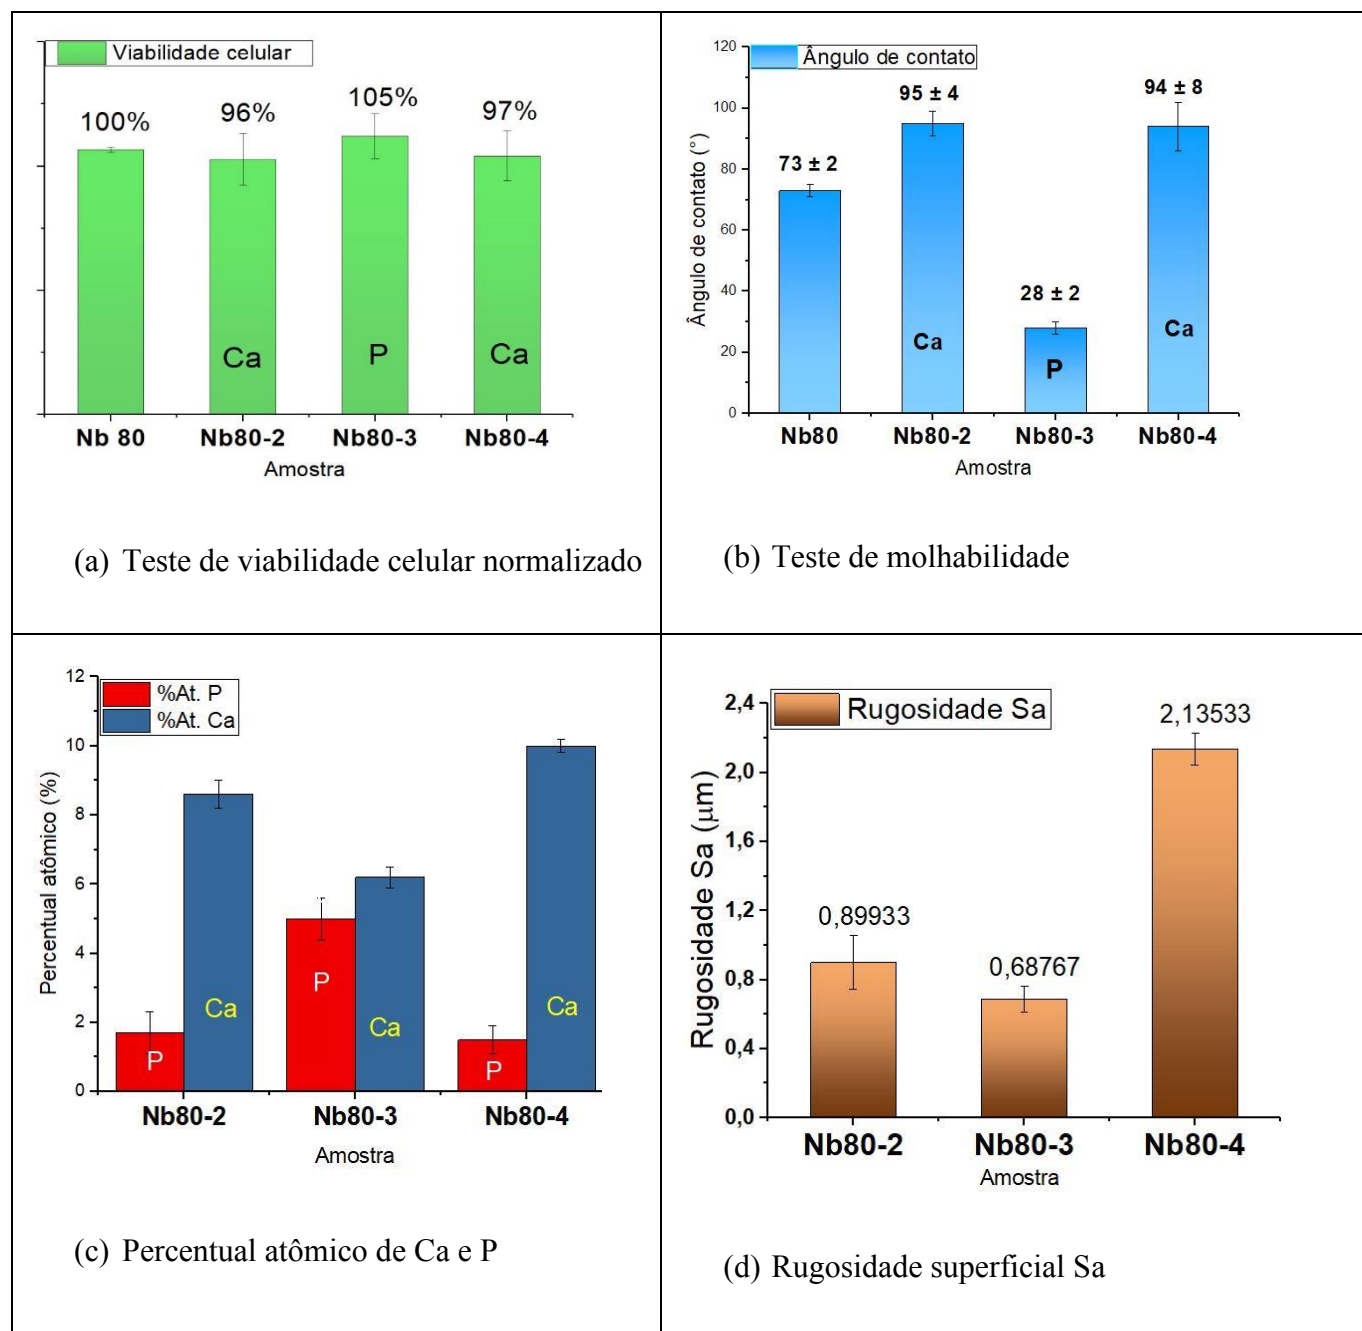 Viabilidade celular
100%
96%
105%
97%
Ca
P
Ca
Nb 80
Nb80-2
Nb80-3
Nb80-4
Amostra
(a) Teste de viabilidade celular normalizado
Ângulo de contato
120
100
80
60
40
20
0
Ângulo de contato (°)
73 ± 2
95 ± 4
28 ± 2
94 ± 8
Ca
P
Ca
Nb80
Nb80-2
Nb80-3
Nb80-4
Amostra
(b) Teste de molhabilidade
%At. P
%At. Ca
12
10
8
6
4
2
0
Percentual atômico (%)
P
Ca
P
Ca
P
Ca
Nb80-2
Nb80-3
Nb80-4
Amostra
(c) Percentual atômico de Ca e P
Rugosidade Sa
2,4
2,0
1,6
1,2
0,8
0,4
0,0
Rugosidade Sa (μm)
0,89933
0,68767
2,13533
Nb80-2
Nb80-3
Nb80-4
Amostra
(d) Rugosidade superficial Sa